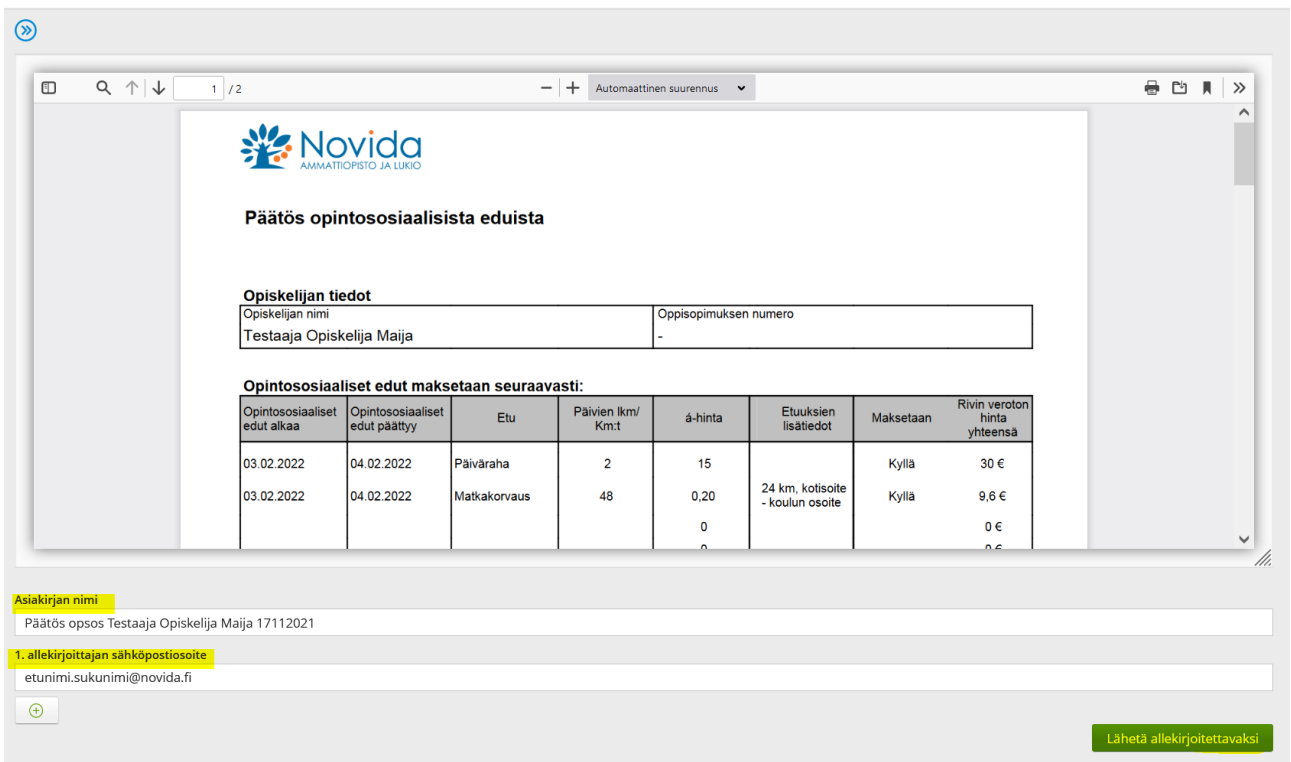 1 / 2
Automaattinen suurennus
Novida
AMMATTIOPISTO JA LUKIO
Päätös opintososiaalisista eduista
Opiskelijan tiedot
Opiskelijan nimi
Oppisopimuksen numero
Testaaja Opiskelija Maija
-
Opintososiaaliset edut maksetaan seuraavasti:
Opintososiaaliset edut alkaa
Opintososiaaliset edut päättyy
Etu
Päivien lkm/ Km:t
á-hinta
Etuuksien lisätiedot
Maksetaan
Rivin veroton hinta yhteensä
03.02.2022 04.02.2022 Päiväraha 2 15 Kyllä 30 €
03.02.2022 04.02.2022 Matkakorvaus 48 0,20 24 km, kotisoite - koulun osoite Kyllä 9,6 €
0 0 €
0 0 €
Asiakirjan nimi
Päätös opsos Testaaja Opiskelija Maija 17112021
1. allekirjoittajan sähköpostiosoite
etunimi.sukunimi@novida.fi
Lähetä allekirjoitettavaksi